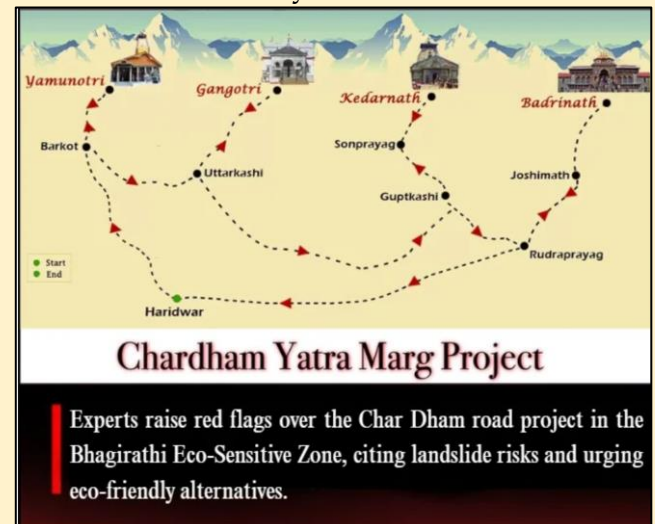 Yamunotri
Gangotri
Kedarnath
Badrinath
Barkot
Sonprayag
Uttarkashi
Joshimath
Guptkashi
Rudraprayag
Start
End
Haridwar
Chardham Yatra Marg Project
Experts raise red flags over the Char Dham road project in the
Bhagirathi Eco-Sensitive Zone, citing landslide risks and urging
eco-friendly alternatives.